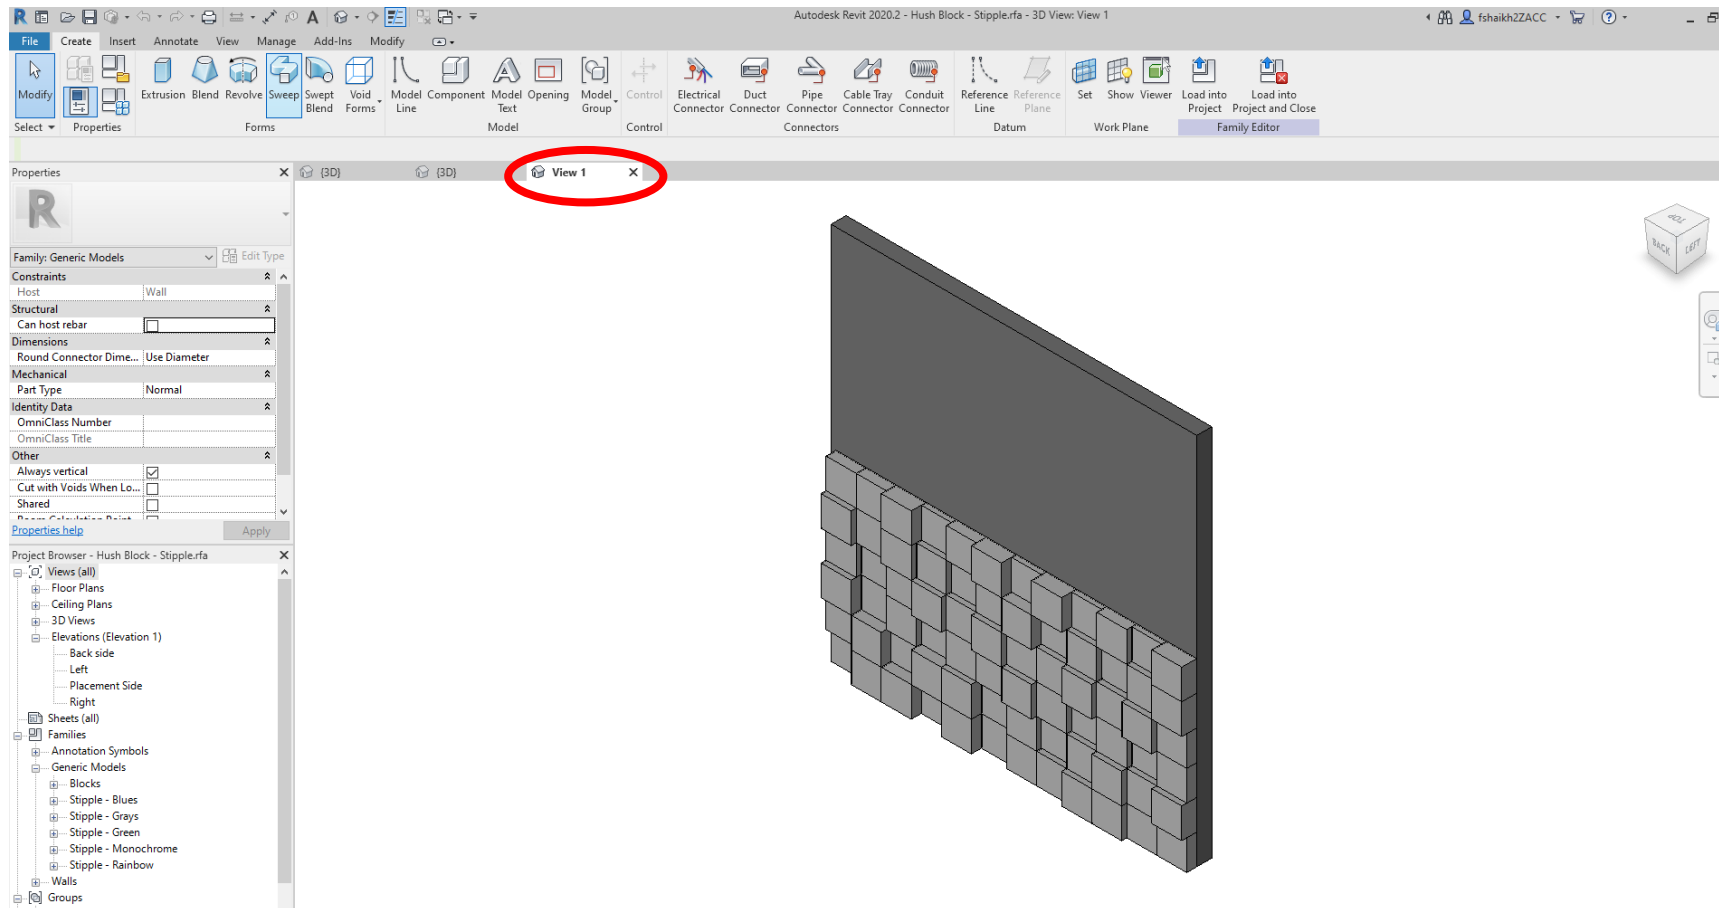 Autodesk Revit 2020.2 - Hush Block - Stipple.rfa - 3D View: View 1
fshaikh2ZACC
File Create Insert Annotate View Manage Add-Ins Modify
Modify
Extrusion Blend Revolve Sweep Swept Blend Void Forms
Model Line Component Model Text Opening Model Group
Control
Electrical Connector Duct Connector Pipe Connector Cable Tray Connector Conduit Connector
Reference Line Reference Plane
Set Show Viewer
Load into Project Load into Project and Close
Select Properties Forms Model Control Connectors Datum Work Plane Family Editor
Properties
{3D} {3D} View 1
R
Family: Generic Models Edit Type
Constraints
Host Wall
Structural
Can host rebar
Dimensions
Round Connector Dime... Use Diameter
Mechanical
Part Type Normal
Identity Data
OmniClass Number
OmniClass Title
Other
Always vertical
Cut with Voids When Lo...
Shared
Properties help Apply
Project Browser - Hush Block - Stipple.rfa
Views (all)
Floor Plans
Ceiling Plans
3D Views
Elevations (Elevation 1)
Back side
Left
Placement Side
Right
Sheets (all)
Families
Annotation Symbols
Generic Models
Blocks
Stipple - Blues
Stipple - Grays
Stipple - Green
Stipple - Monochrome
Stipple - Rainbow
Walls
Groups
TOP
BACK LEFT